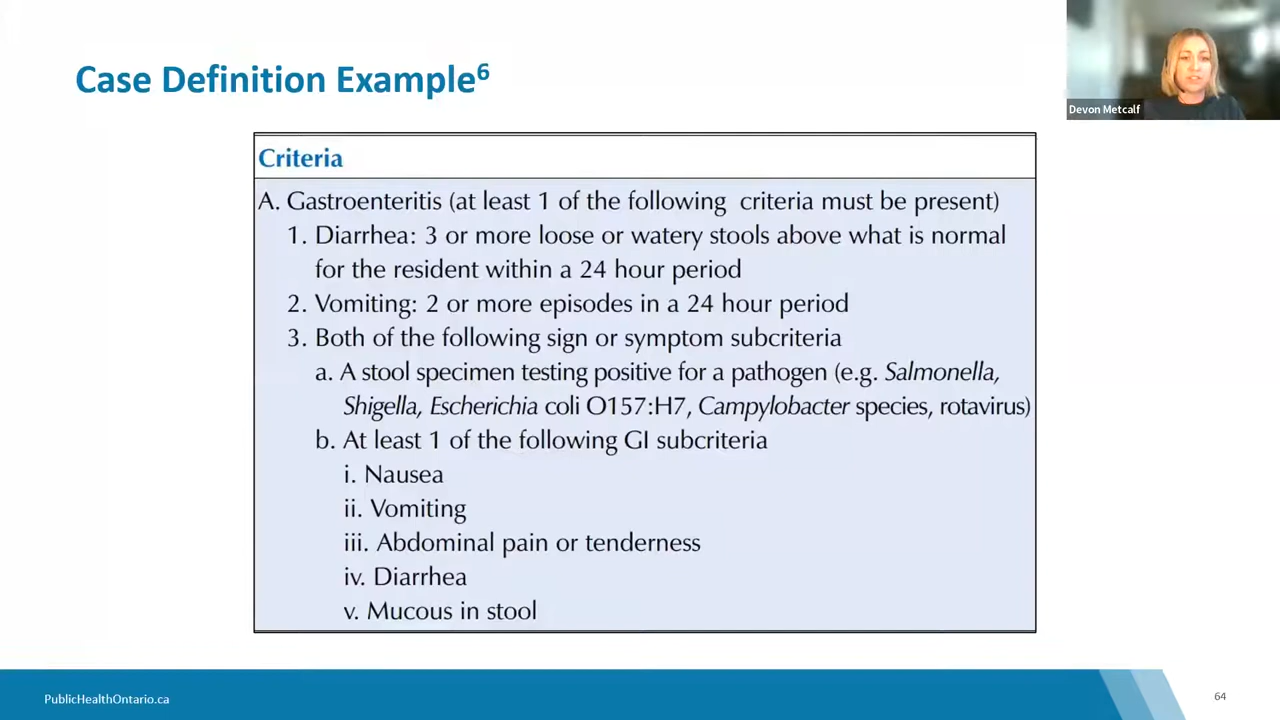 Case Definition Example6
Devon Metcalf
Criteria
A. Gastroenteritis (at least 1 of the following criteria must be present)
1. Diarrhea: 3 or more loose or watery stools above what is normal
for the resident within a 24 hour period
2. Vomiting: 2 or more episodes in a 24 hour period
3. Both of the following sign or symptom subcriteria
a. A stool specimen testing positive for a pathogen (e.g. Salmonella,
Shigella, Escherichia coli O157:H7, Campylobacter species, rotavirus)
b. At least 1 of the following GI subcriteria
i. Nausea
ii. Vomiting
iii. Abdominal pain or tenderness
iv. Diarrhea
v. Mucous in stool
PublicHealthOntario.ca
64